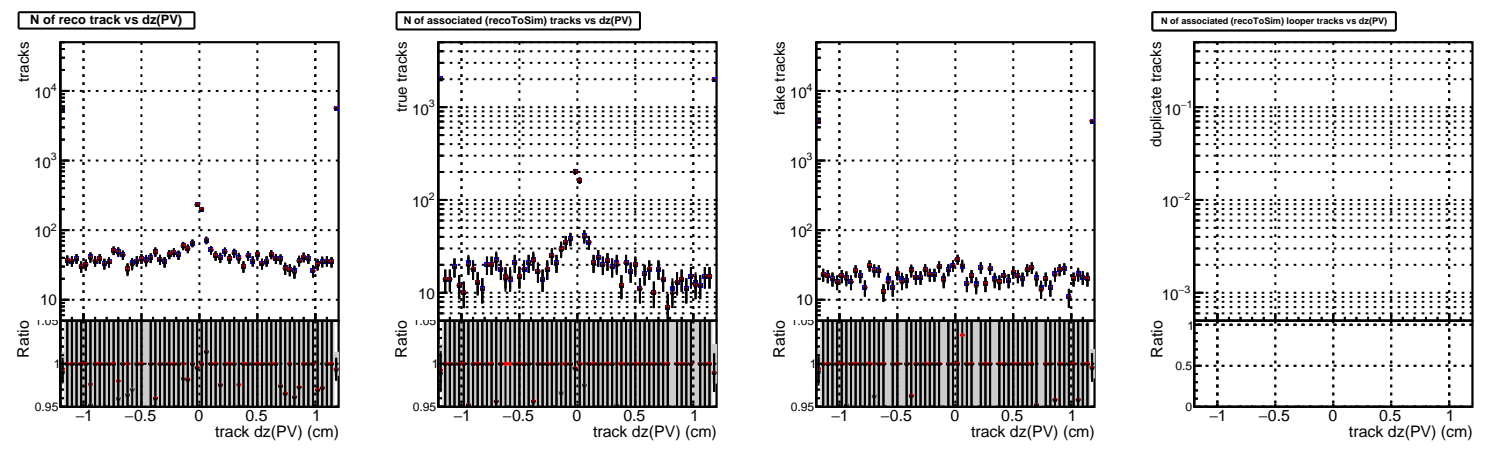 N of reco track vs dz(PV)
tracks
10^4
10^3
10^2
10
Ratio
1.05
1
0.95
−1 −0.5 0 0.5 1
track dz(PV) (cm)
N of associated (recoToSim) tracks vs dz(PV)
true tracks
10^3
10^2
10
Ratio
1.05
1
0.95
−1 −0.5 0 0.5 1
track dz(PV) (cm)
fake tracks
10^4
10^3
10^2
10
Ratio
1.05
1
0.95
−1 −0.5 0 0.5 1
track dz(PV) (cm)
N of associated (recoToSim) looper tracks vs dz(PV)
duplicate tracks
10^−1
10^−2
10^−3
Ratio
1
0.5
0
−1 −0.5 0 0.5 1
track dz(PV) (cm)